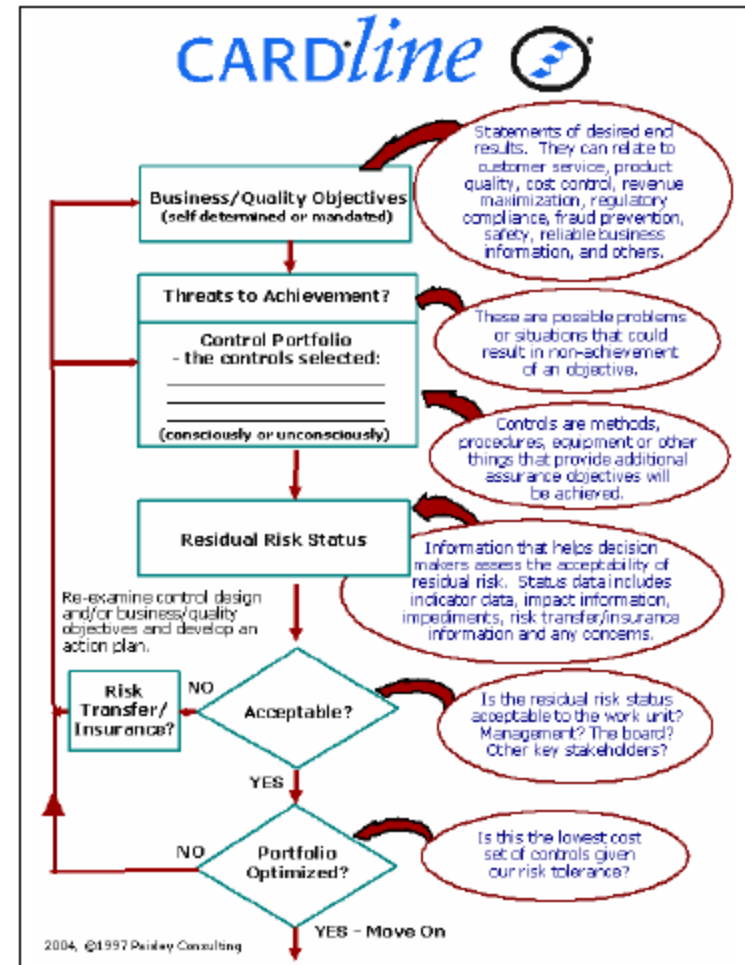 CARDline
Statements of desired end
results. They can relate to
customer service, product
quality, cost control, revenue
maximization, regulatory
compliance, fraud prevention,
safety, reliable business
information, and others.
Business/Quality Objectives
(self determined or mandated)
Threats to Achievement?
These are possible problems
or situations that could
result in non-achievement
of an objective.
Control Portfolio
- the controls selected:
(consciously or unconsciously)
Controls are methods,
procedures, equipment or other
things that provide additional
assurance objectives will
be achieved.
Residual Risk Status
Information that helps decision
makers assess the acceptability of
residual risk. Status data includes
indicator data, impact information,
impediments, risk transfer/insurance
information and any concerns.
Re-examine control design
and/or business/quality
objectives and develop an
action plan.
Risk
Transfer/
Insurance?
NO
Acceptable?
Is the residual risk status
acceptable to the work unit?
Management? The board?
Other key stakeholders?
YES
NO
Portfolio
Optimized?
Is this the lowest cost
set of controls given
our risk tolerance?
YES - Move On
2004, ©1997 Paisley Consulting